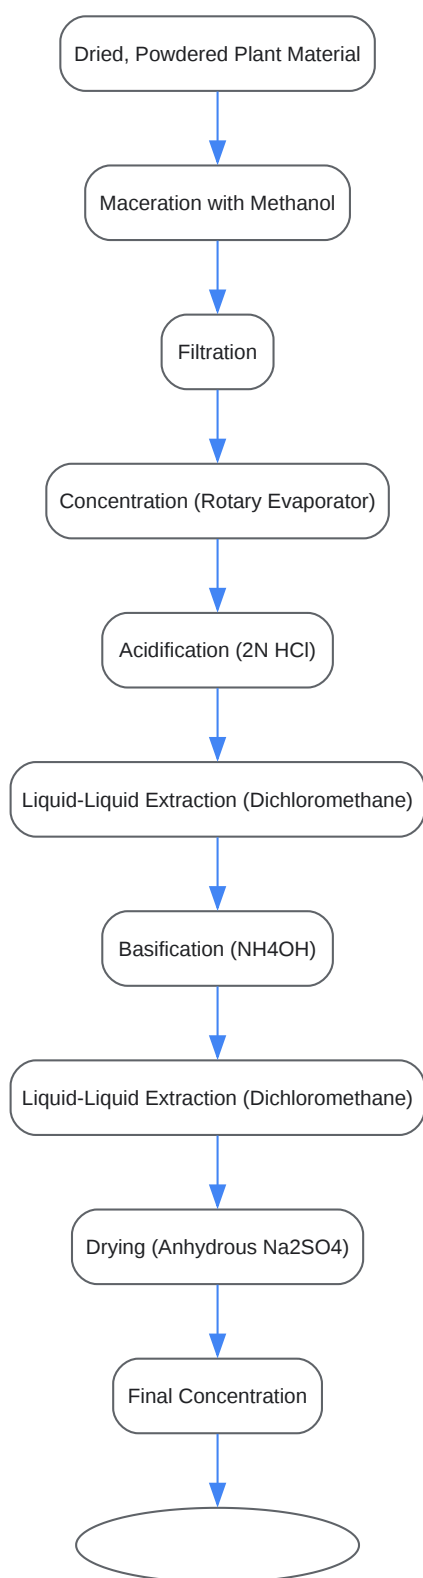 Dried, Powdered Plant Material
Maceration with Methanol
Filtration
Concentration (Rotary Evaporator)
Acidification (2N HCl)
Liquid-Liquid Extraction (Dichloromethane)
Basification (NH4OH)
Liquid-Liquid Extraction (Dichloromethane)
Drying (Anhydrous Na2SO4)
Final Concentration